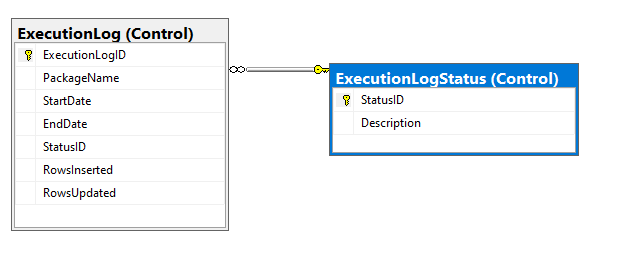 ExecutionLog (Control)
ExecutionLogID
PackageName
StartDate
EndDate
StatusID
RowsInserted
RowsUpdated
ExecutionLogStatus (Control)
StatusID
Description